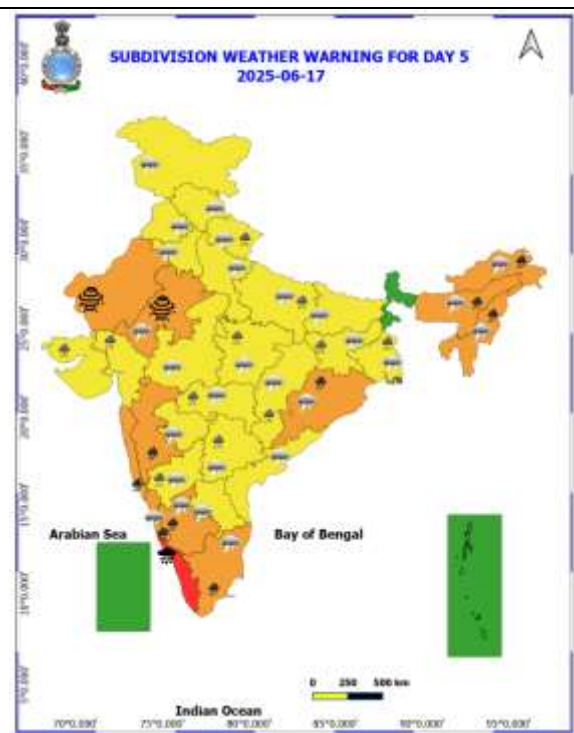 SUBDIVISION WEATHER WARNING FOR DAY 5
2025-06-17
Arabian Sea
Bay of Bengal
0 250 500 km
Indian Ocean
70°0.000' 75°0.000' 80°0.000' 85°0.000' 90°0.000' 95°0.000'